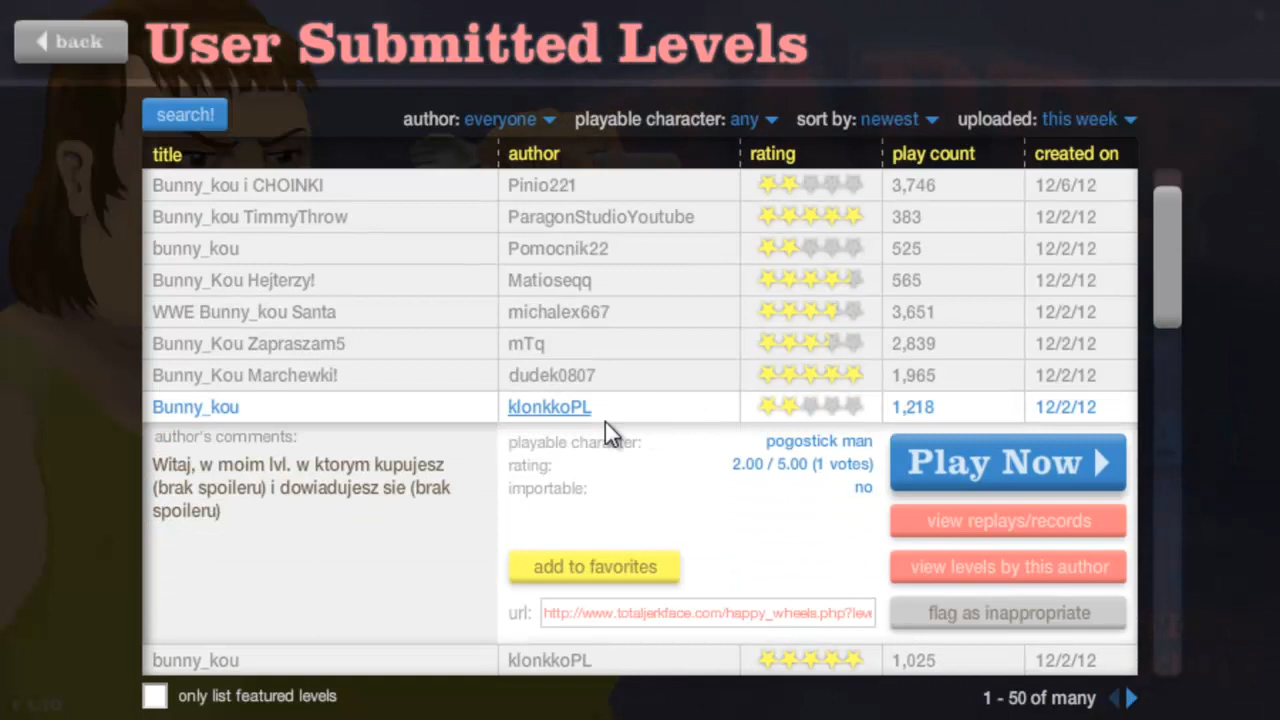 back
User Submitted Levels
search!
author: everyone playable character: any sort by: newest uploaded: this week
title author rating play count created on
Bunny_kou i CHOINKI Pinio221 3,746 12/6/12
Bunny_kou TimmyThrow ParagonStudioYoutube 383 12/2/12
bunny_kou Pomocnik22 525 12/2/12
Bunny_Kou Hejterzy! Matioseqq 565 12/2/12
WWE Bunny_kou Santa michalex667 3,651 12/2/12
Bunny_Kou Zapraszam5 mTq 2,839 12/2/12
Bunny_Kou Marchewki! dudek0807 1,965 12/2/12
Bunny_kou klonkkoPL 1,218 12/2/12
author's comments:
Witaj, w moim lvl. w ktorym kupujesz
(brak spoileru) i dowiadujesz sie (brak
spoileru)
playable character: pogostick man
rating: 2.00 / 5.00 (1 votes)
importable: no
add to favorites
url: http://www.totaljerkface.com/happy_wheels.php?leve
Play Now
view replays/records
view levels by this author
flag as inappropriate
bunny_kou klonkkoPL 1,025 12/2/12
only list featured levels
1 - 50 of many